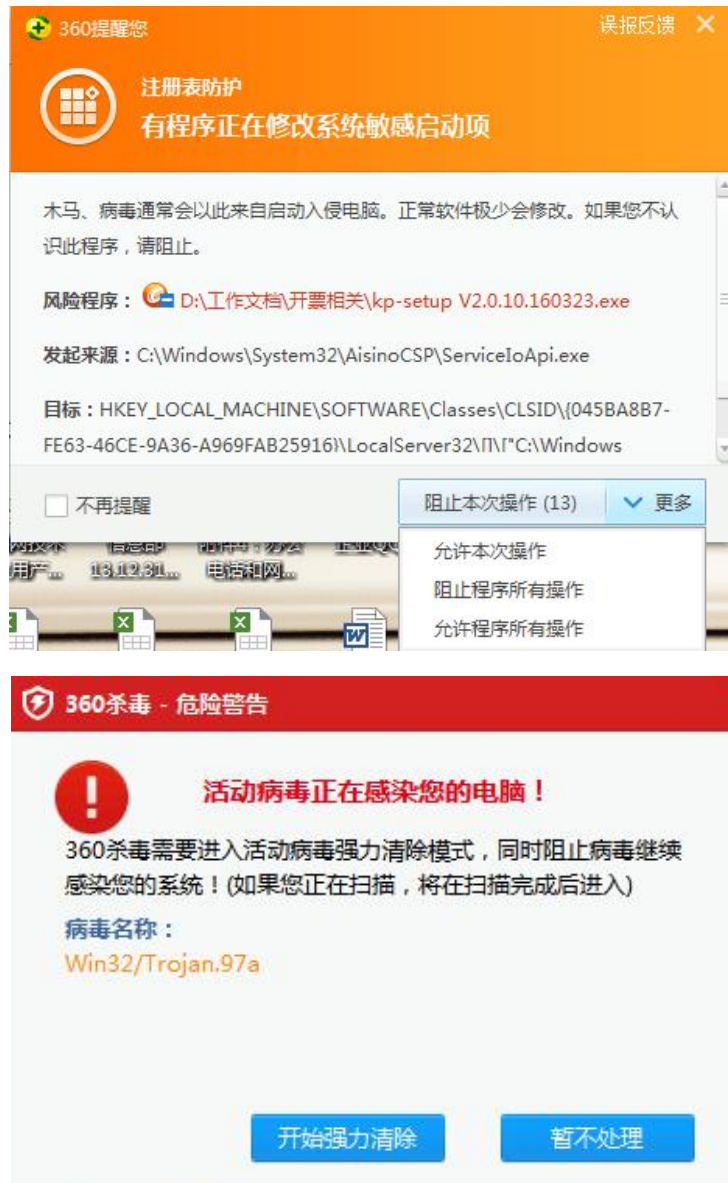 360提醒您
误报反馈
注册表防护
有程序正在修改系统敏感启动项
木马、病毒通常会以此来自启动入侵电脑。正常软件极少会修改。如果您不认
识此程序，请阻止。
风险程序： D:\工作文档\开票相关\kp-setup V2.0.10.160323.exe
发起来源：C:\Windows\System32\AisinoCSP\ServiceIoApi.exe
目标：HKEY_LOCAL_MACHINE\SOFTWARE\Classes\CLSID\{045BA8B7-
FE63-46CE-9A36-A969FAB25916}\LocalServer32\[]\["C:\Windows
不再提醒
阻止本次操作 (13) 更多
允许本次操作
阻止程序所有操作
允许程序所有操作
13.12.31... 电话和网...
360杀毒 - 危险警告
活动病毒正在感染您的电脑！
360杀毒需要进入活动病毒强力清除模式，同时阻止病毒继续
感染您的系统！(如果您正在扫描，将在扫描完成后进入)
病毒名称：
Win32/Trojan.97a
开始强力清除
暂不处理